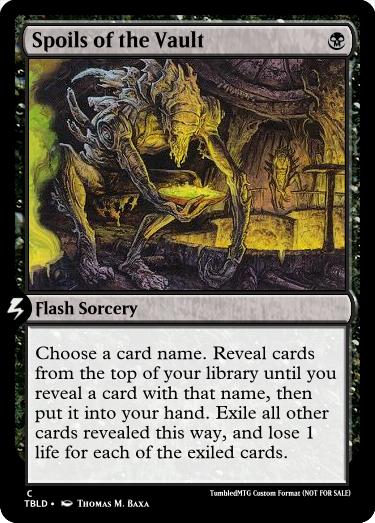 Spoils of the Vault
Flash Sorcery
Choose a card name. Reveal cards
from the top of your library until you
reveal a card with that name, then
put it into your hand. Exile all other
cards revealed this way, and lose 1
life for each of the exiled cards.
C
TBLD • Thomas M. Baxa
TumbledMTG Custom Format (NOT FOR SALE)